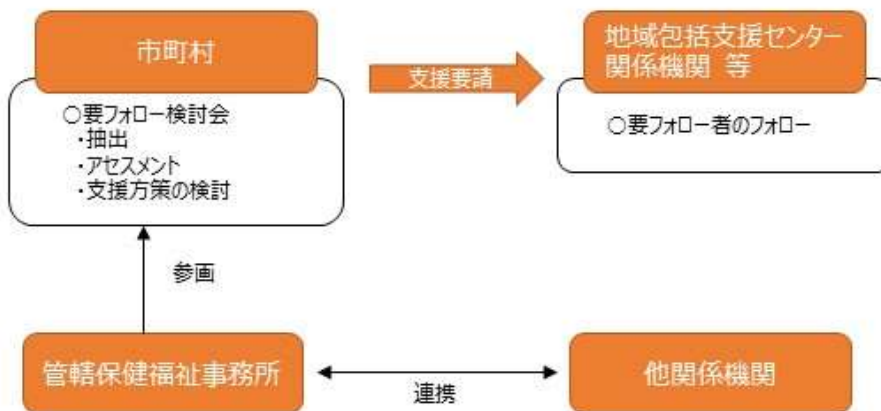 市町村
○要フォロー検討会
・抽出
・アセスメント
・支援方策の検討
支援要請
地域包括支援センター
関係機関 等
○要フォロー者のフォロー
参画
管轄保健福祉事務所
連携
他関係機関